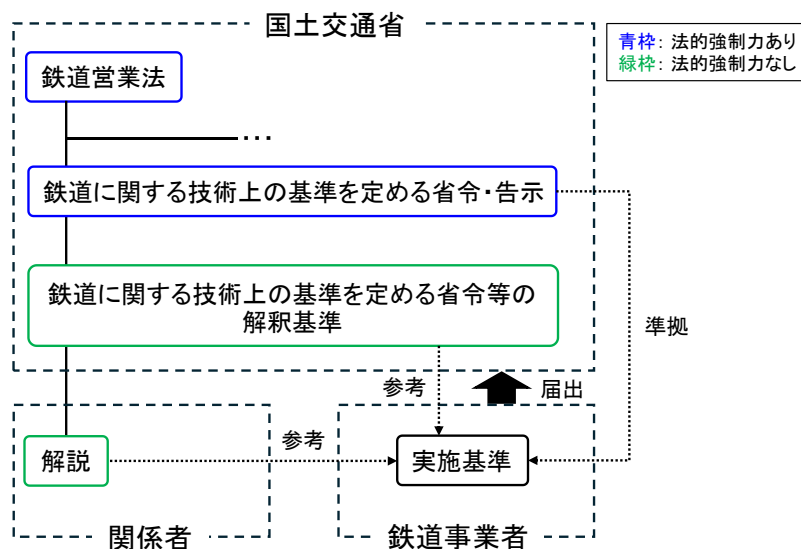 国土交通省
青枠: 法的強制力あり
緑枠: 法的強制力なし
鉄道営業法
…
鉄道に関する技術上の基準を定める省令・告示
鉄道に関する技術上の基準を定める省令等の
解釈基準
準拠
参考
届出
解説
参考
実施基準
関係者
鉄道事業者